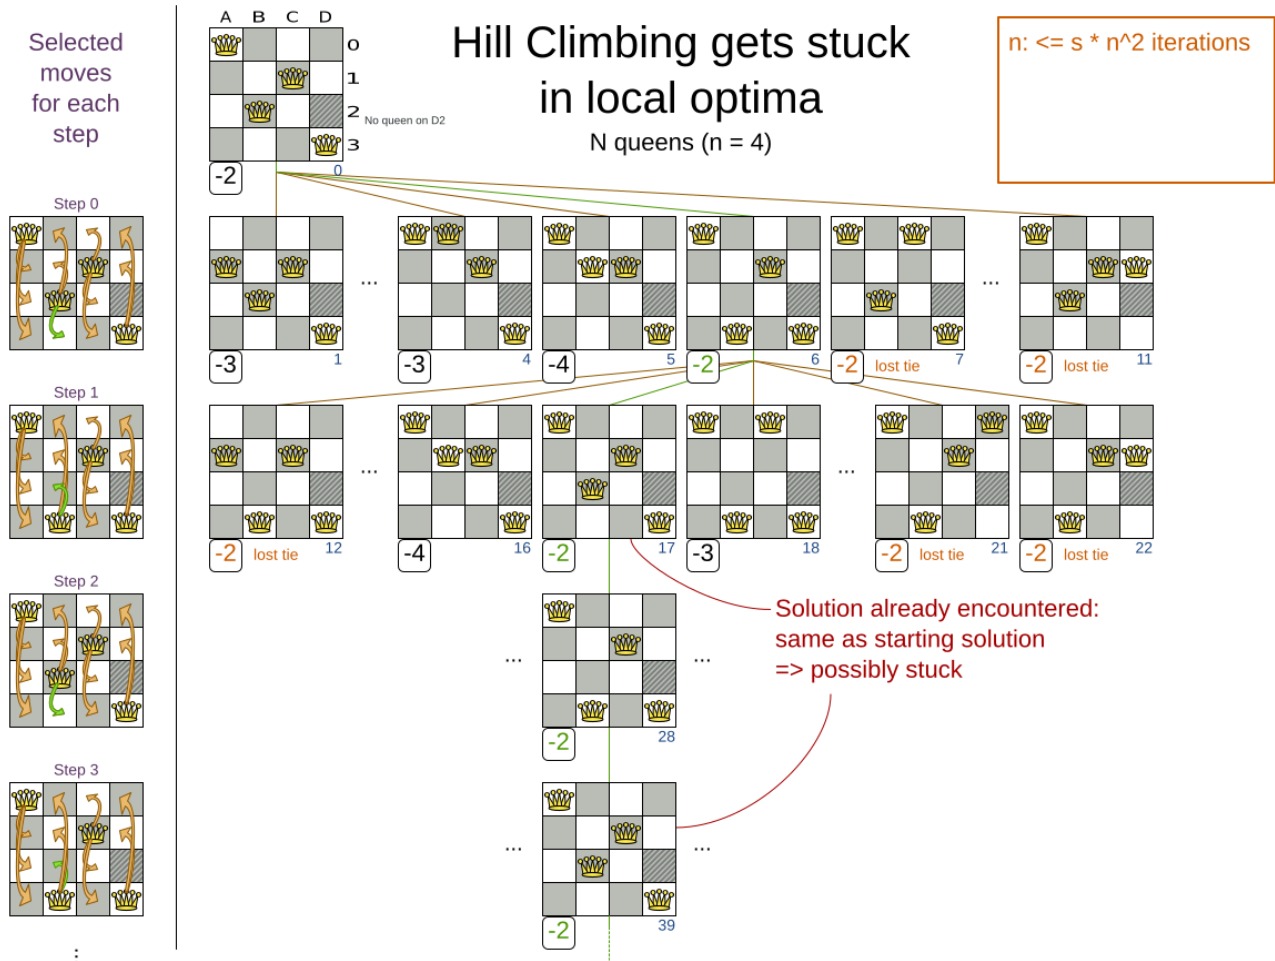 Selected
moves
for each
step
A B C D
0
1
2
3
No queen on D2
Hill Climbing gets stuck
in local optima
N queens (n = 4)
n: <= s * n^2 iterations
-2
0
Step 0
...
...
-3
1
-3
4
-4
5
-2
6
-2
lost tie
7
-2
lost tie
11
Step 1
...
...
-2
lost tie
12
-4
16
-2
17
-3
18
-2
lost tie
21
-2
lost tie
22
Step 2
Solution already encountered:
same as starting solution
=> possibly stuck
...
...
-2
28
Step 3
...
...
-2
39
: